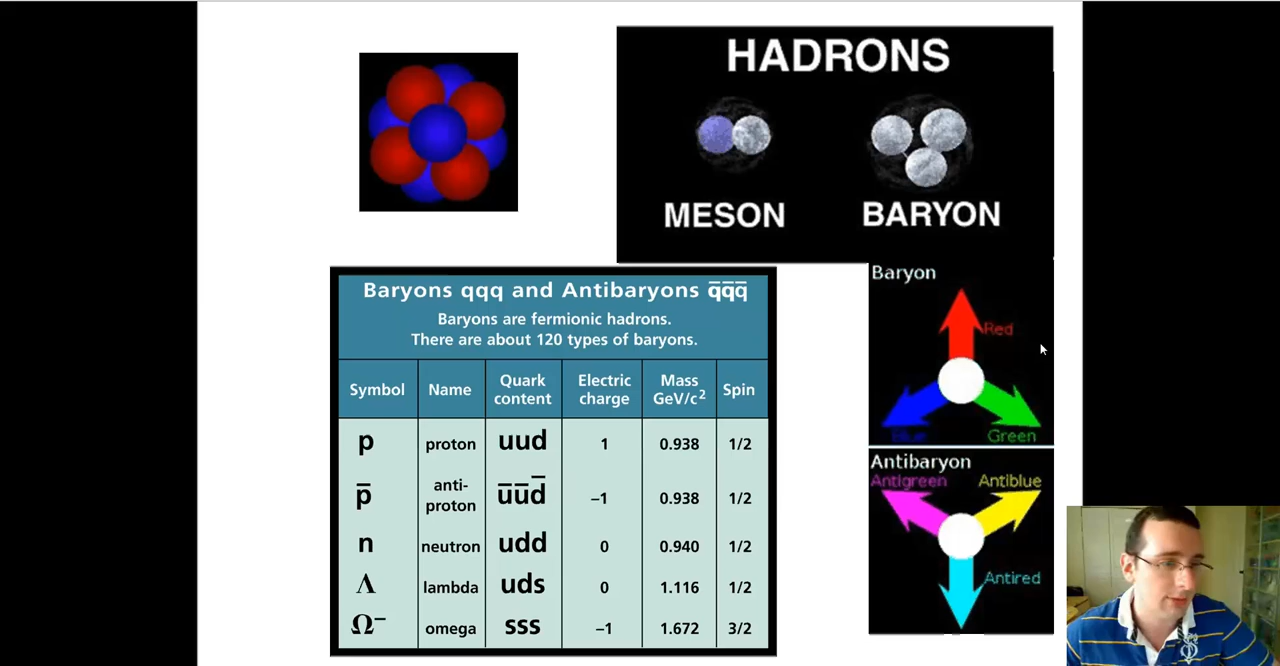 HADRONS
MESON BARYON
Baryons qqq and Antibaryons q̅q̅q̅
Baryons are fermionic hadrons.
There are about 120 types of baryons.
Symbol Name Quark content Electric charge Mass GeV/c² Spin
p proton uud 1 0.938 1/2
p̅ anti-proton u̅u̅d̅ −1 0.938 1/2
n neutron udd 0 0.940 1/2
Λ lambda uds 0 1.116 1/2
Ω⁻ omega sss −1 1.672 3/2
Baryon
Red
Blue Green
Antibaryon
Antigreen Antiblue
Antired